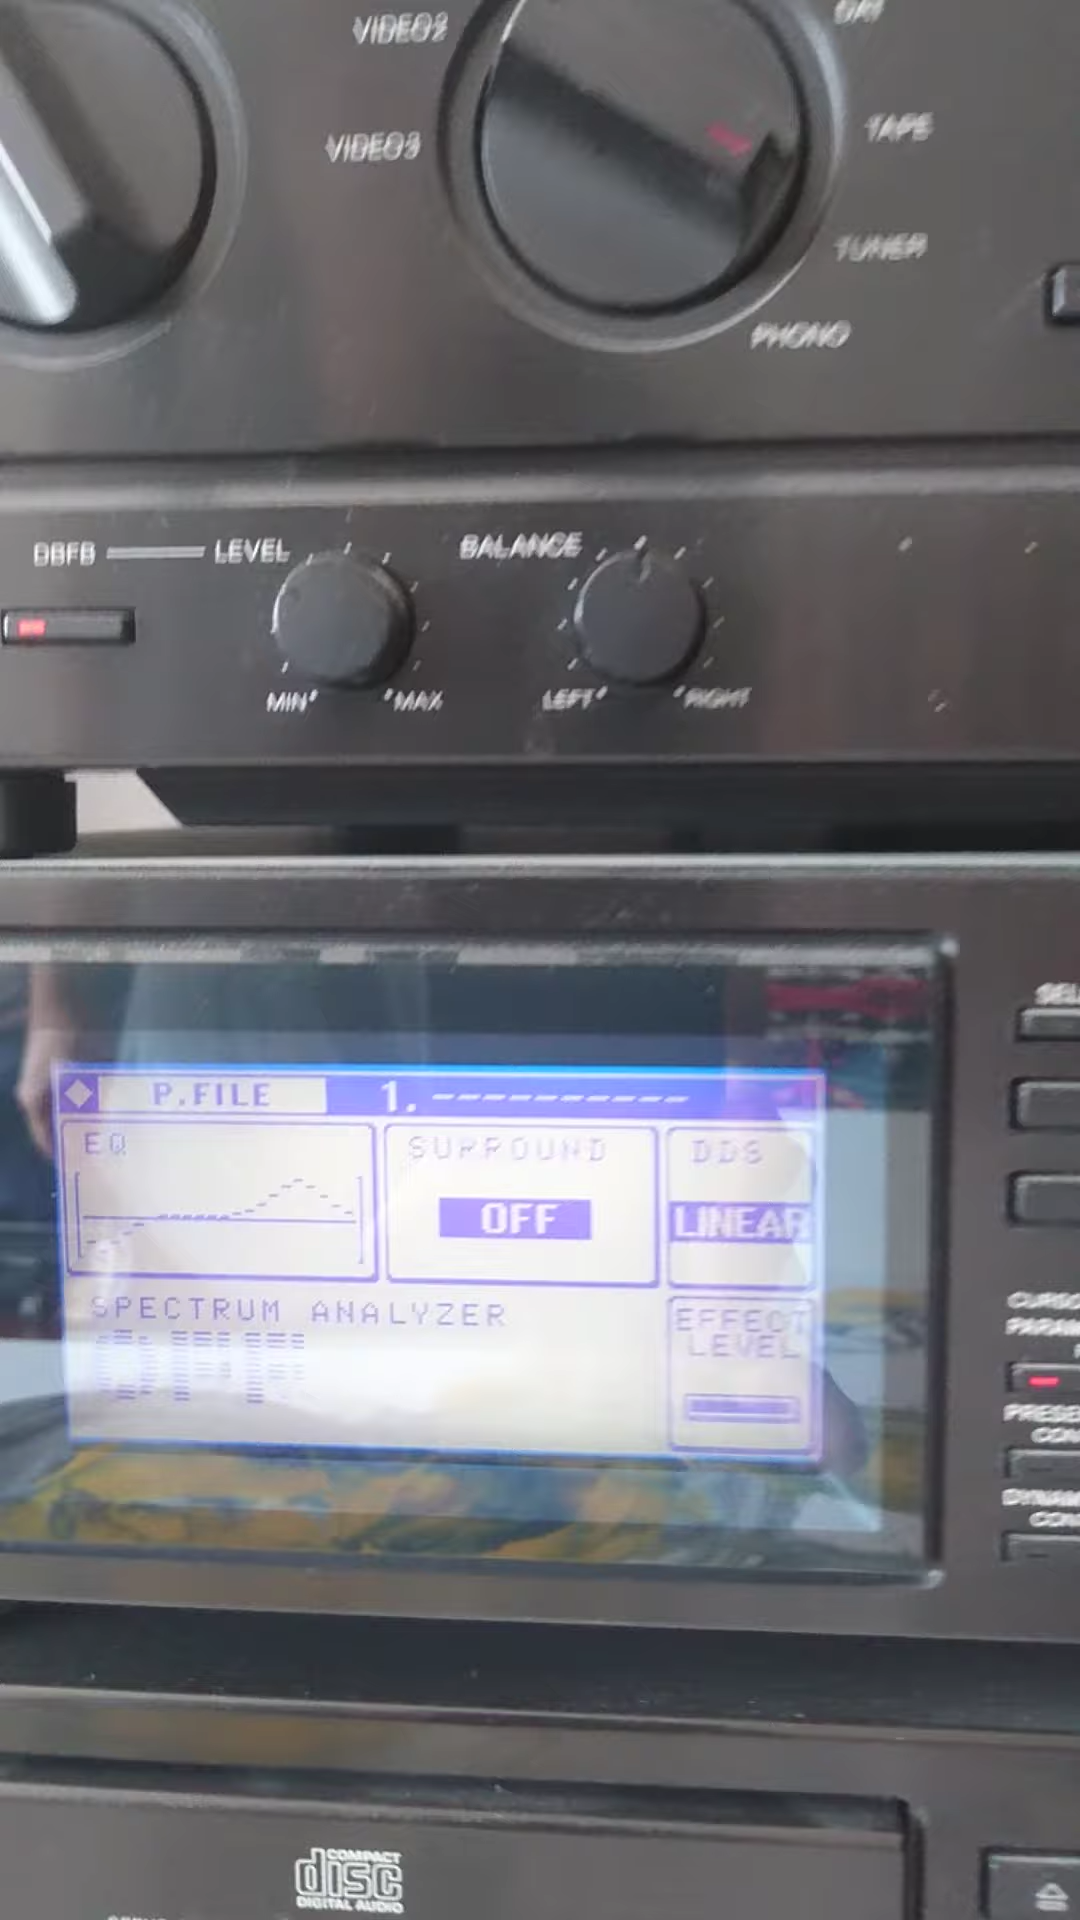 VIDEO2
DAT
VIDEO3
TAPE
TUNER
PHONO
DBFB LEVEL BALANCE
MIN MAX LEFT RIGHT
P.FILE 1. ----------
EQ SURROUND DDS
OFF LINEAR
SPECTRUM ANALYZER
EFFECT
LEVEL
COMPACT
disc
DIGITAL AUDIO